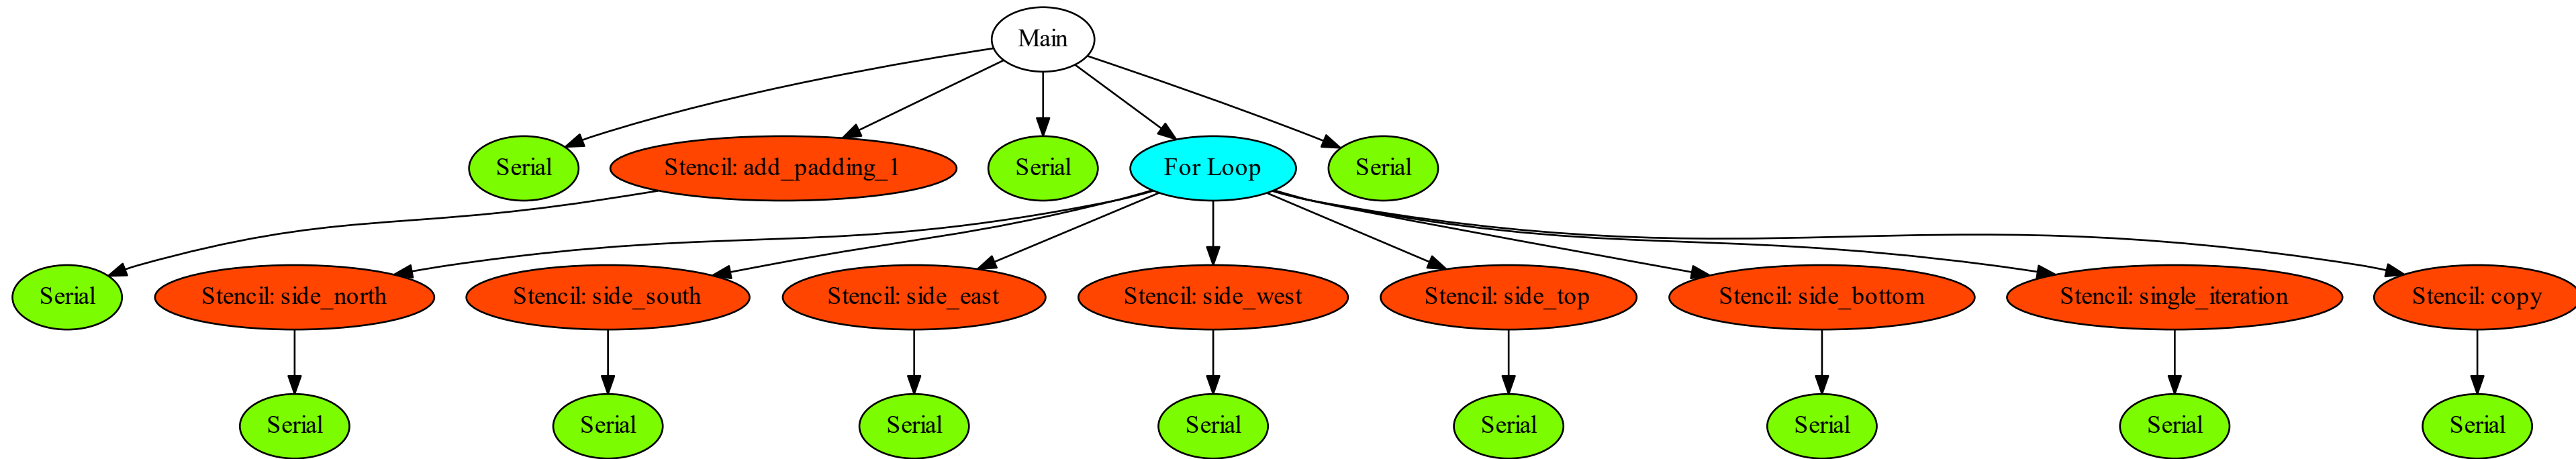 Main
Serial
Stencil: add_padding_1
Serial
For Loop
Serial
Serial
Stencil: side_north
Stencil: side_south
Stencil: side_east
Stencil: side_west
Stencil: side_top
Stencil: side_bottom
Stencil: single_iteration
Stencil: copy
Serial
Serial
Serial
Serial
Serial
Serial
Serial
Serial